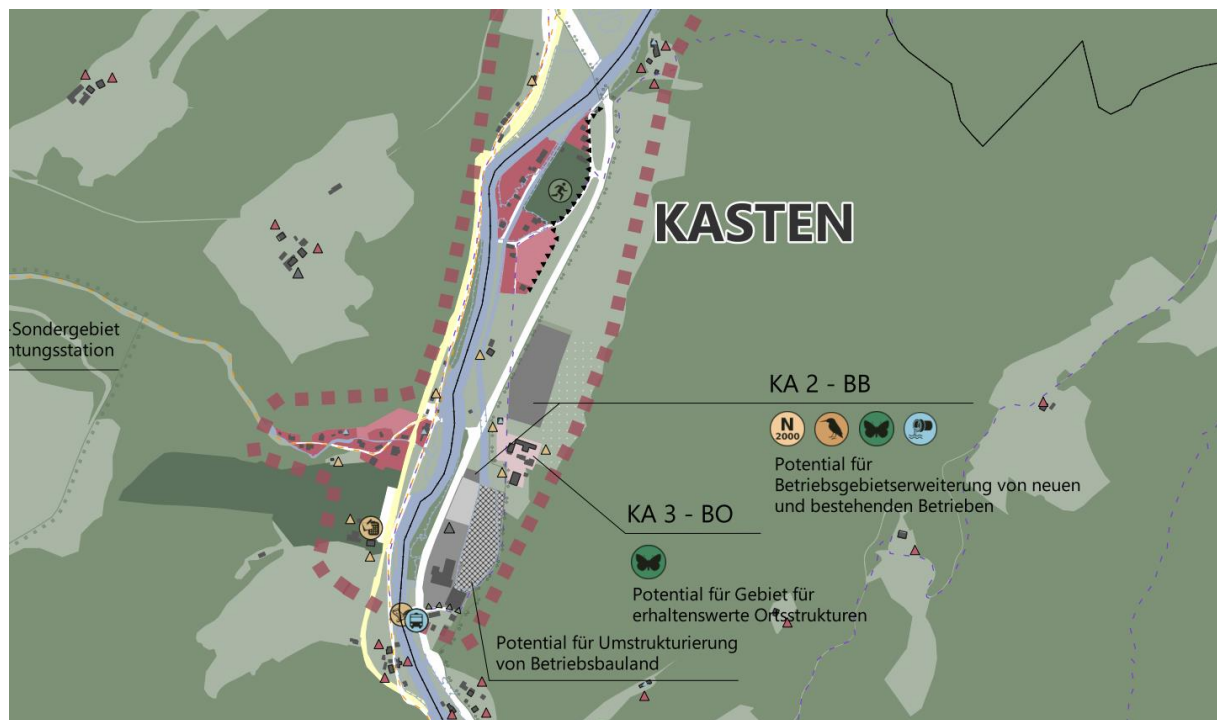 KASTEN
-Sondergebiet
htungsstation
KA 2 - BB
N
2000
Potential für
Betriebsgebietserweiterung von neuen
und bestehenden Betrieben
KA 3 - BO
Potential für Gebiet für
erhaltenswerte Ortsstrukturen
Potential für Umstrukturierung
von Betriebsbauland